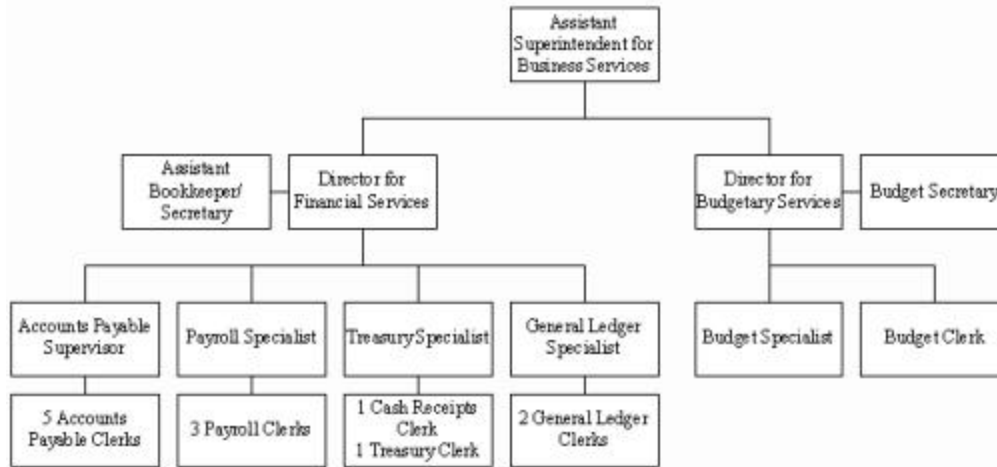 Assistant
Superintendent for
Business Services
Assistant
Bookkeeper/
Secretary
Director for
Financial Services
Director for
Budgetary Services
Budget Secretary
Accounts Payable
Supervisor
Payroll Specialist
Treasury Specialist
General Ledger
Specialist
Budget Specialist
Budget Clerk
5 Accounts
Payable Clerks
3 Payroll Clerks
1 Cash Receipts
Clerk
1 Treasury Clerk
2 General Ledger
Clerks